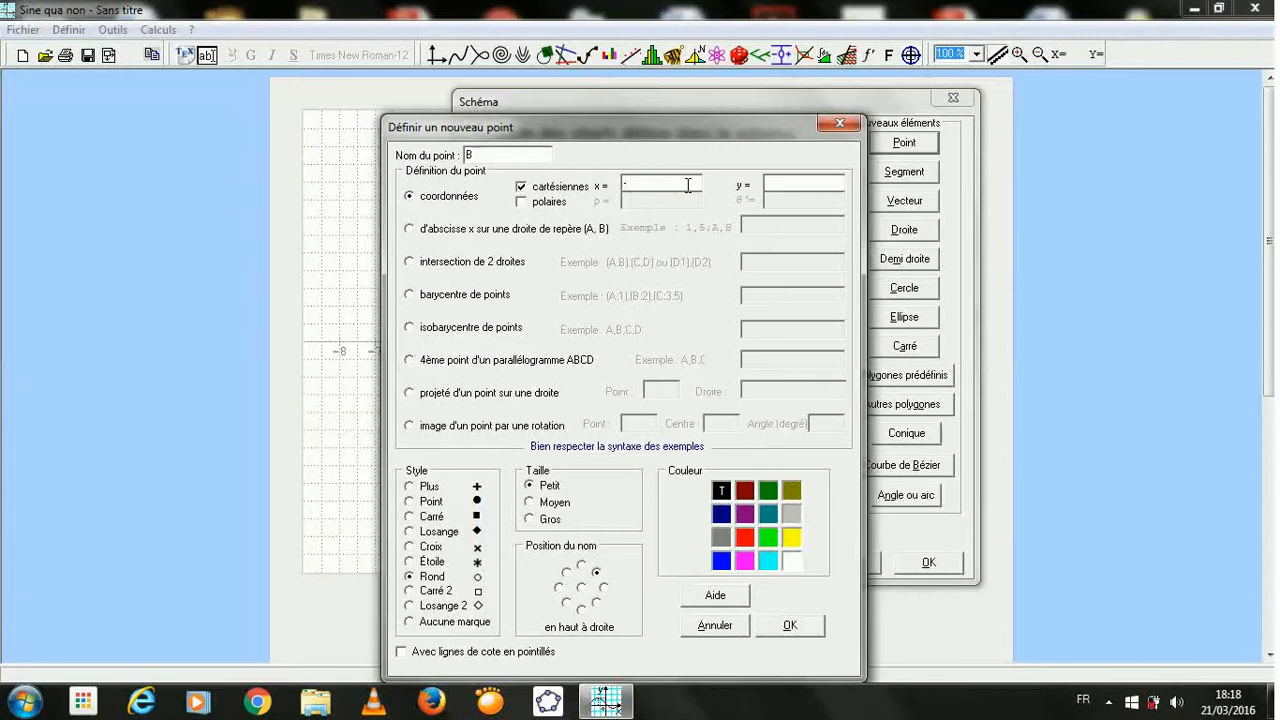 Sine qua non - Sans titre
Fichier Définir Outils Calculs ?
TEX ab| G I S Times New Roman-12 f' F 100 % X= Y=
Schéma
Définir un nouveau point
Nom du point : B
Définition du point
coordonnées cartésiennes x = - y =
polaires ρ = θ °=
d'abscisse x sur une droite de repère (A, B) Exemple : 1,5;A,B
intersection de 2 droites Exemple (A,B),(C,D) ou (D1),(D2)
barycentre de points Exemple : (A,1),(B,2),(C;3.5)
isobarycentre de points Exemple : A,B,C,D
4ème point d'un parallélogramme ABCD Exemple : A,B,C
projeté d'un point sur une droite Point : Droite :
image d'un point par une rotation Point : Centre : Angle (degré)
Bien respecter la syntaxe des exemples
Style
Plus
Point
Carré
Losange
Croix
Étoile
Rond
Carré 2
Losange 2
Aucune marque
Taille
Petit
Moyen
Gros
Position du nom
en haut à droite
Couleur
T
Aide
Annuler OK
Avec lignes de cote en pointillés
uveaux éléments
Point
Segment
Vecteur
Droite
Demi droite
Cercle
Ellipse
Carré
lygones prédéfinis
Autres polygones
Conique
Courbe de Bézier
Angle ou arc
OK
-8 -7
FR 18:18
21/03/2016